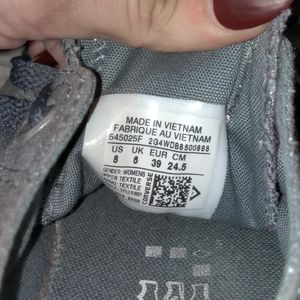 MADE IN VIETNAM
FABRIQUE AU VIETNAM
545025F 2G4WDB8500888
US UK EUR CM
8 6 39 24.5
GENDER: WOMENS
UPPER: TEXTILE
TEXTILE
CONVERSE